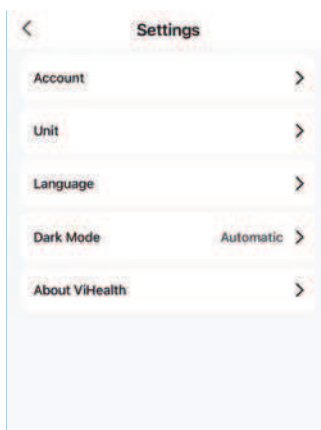 Settings
Account
Unit
Language
Dark Mode Automatic
About ViHealth